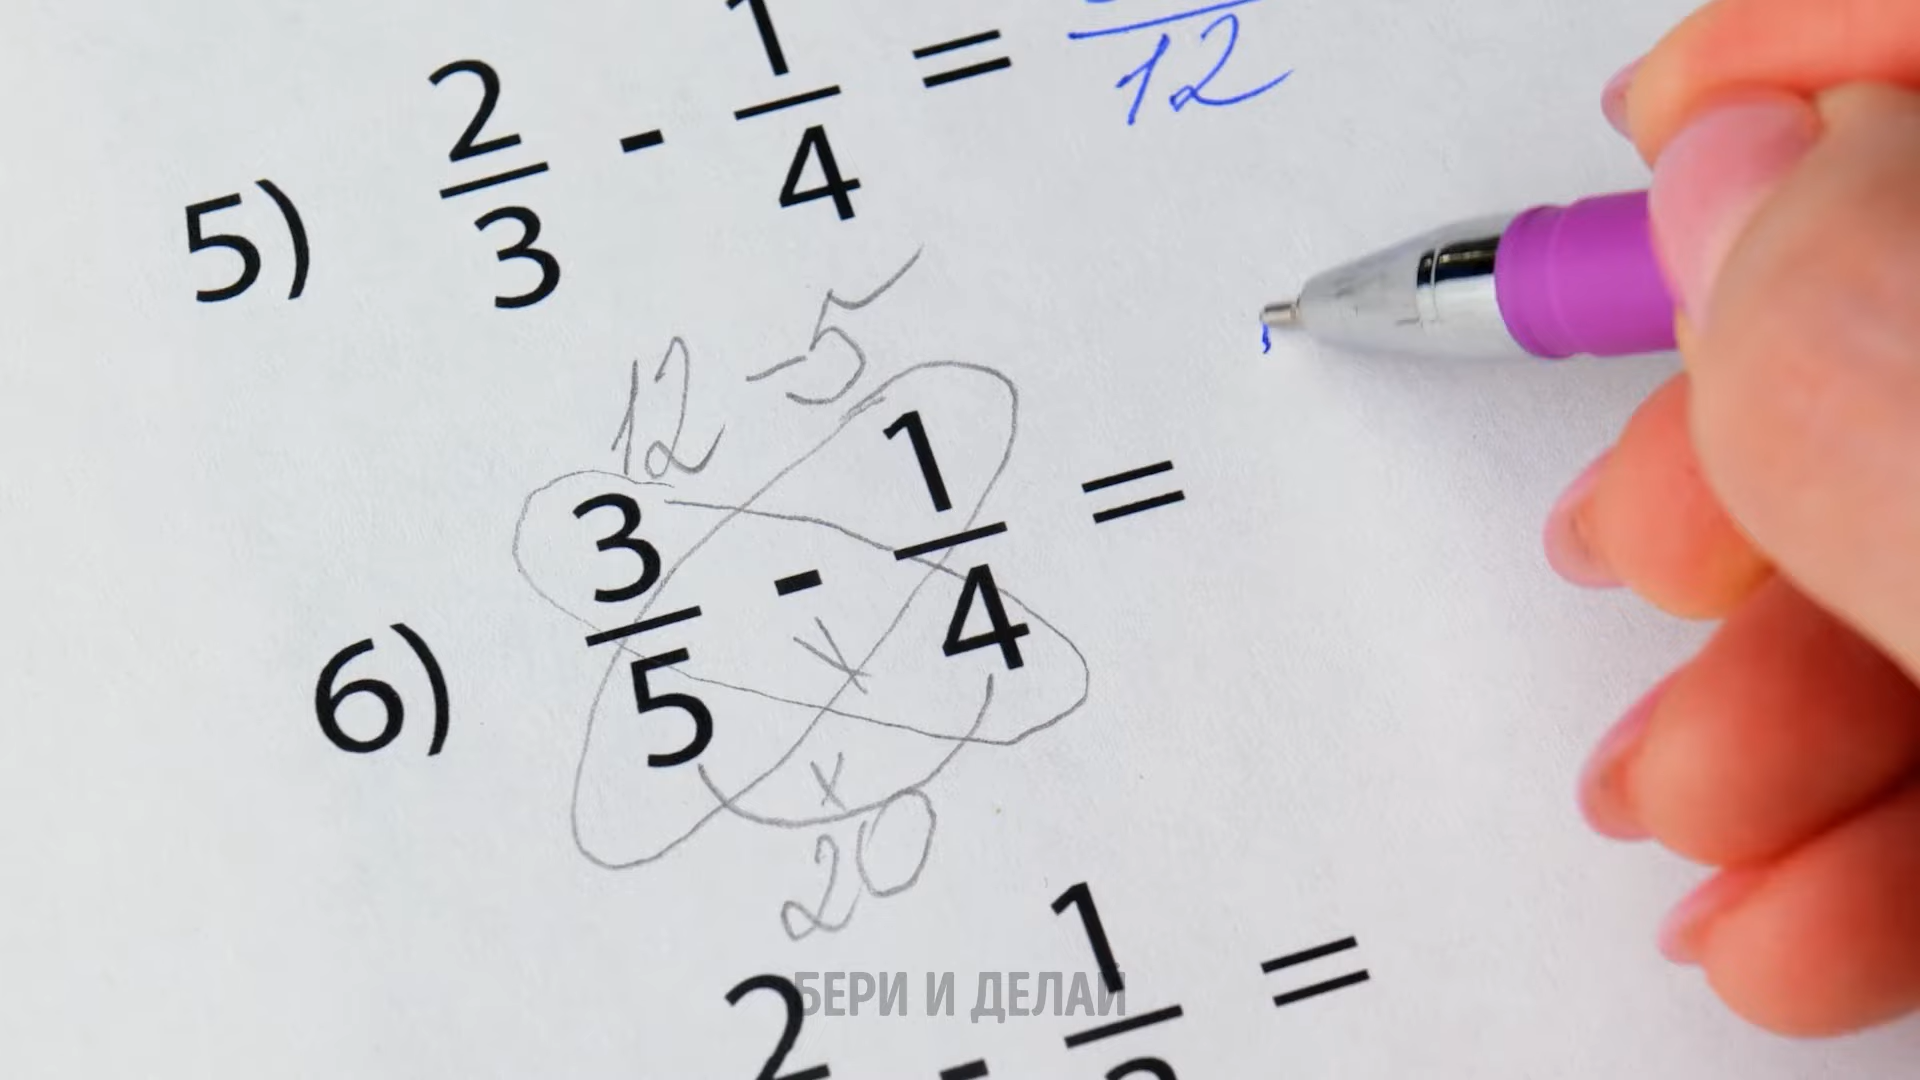 5) 2/3 - 1/4 = /12
12 - 5
6) 3/5 - 1/4 =
x
x
20
2 - 1 =
БЕРИ И ДЕЛАЙ